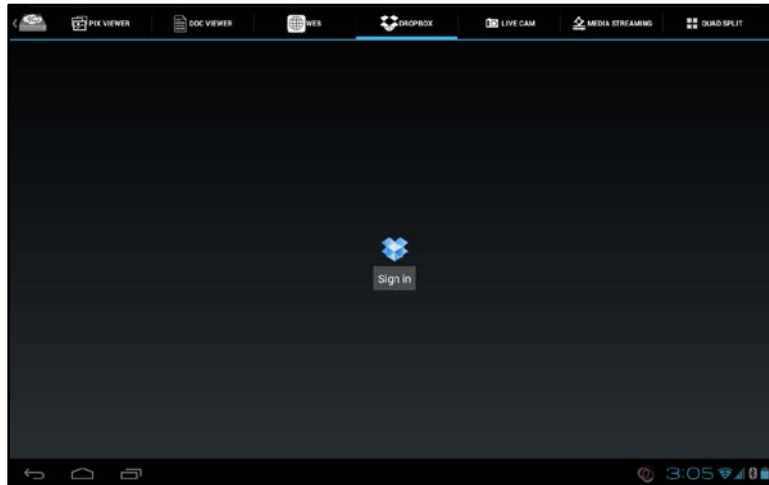 PIX VIEWER DOC VIEWER WEB DROPBOX LIVE CAM MEDIA STREAMING QUAD SPLIT
Sign in
3:05